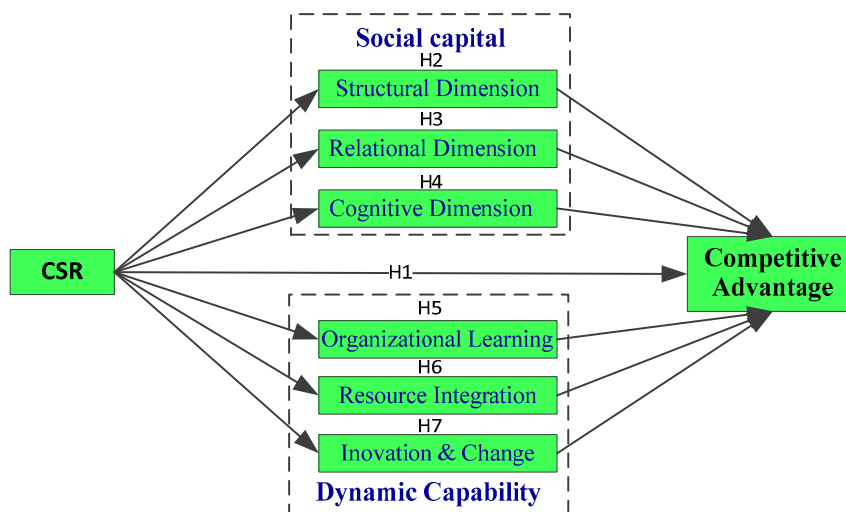 Social capital
H2
Structural Dimension
H3
Relational Dimension
H4
Cognitive Dimension
CSR
H1
Competitive
Advantage
H5
Organizational Learning
H6
Resource Integration
H7
Inovation & Change
Dynamic Capability